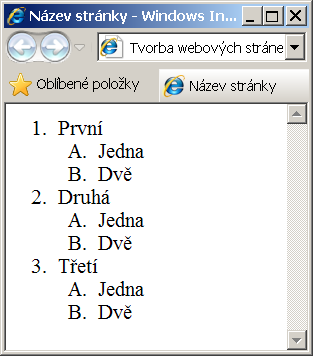 Název stránky - Windows In...
Tvorba webových stráne
Oblíbené položky
Název stránky
1. První
A. Jedna
B. Dvě
2. Druhá
A. Jedna
B. Dvě
3. Třetí
A. Jedna
B. Dvě